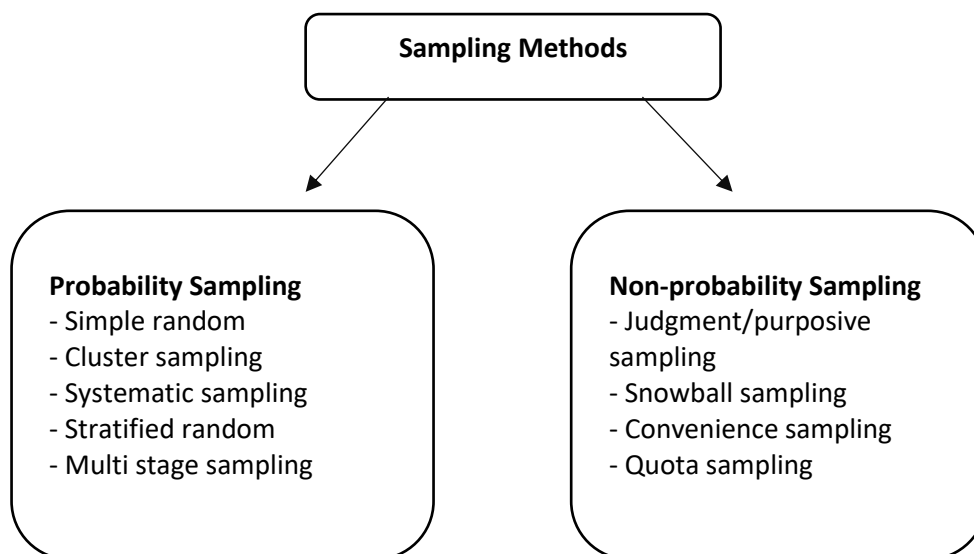 Sampling Methods
Probability Sampling
- Simple random
- Cluster sampling
- Systematic sampling
- Stratified random
- Multi stage sampling
Non-probability Sampling
- Judgment/purposive
sampling
- Snowball sampling
- Convenience sampling
- Quota sampling